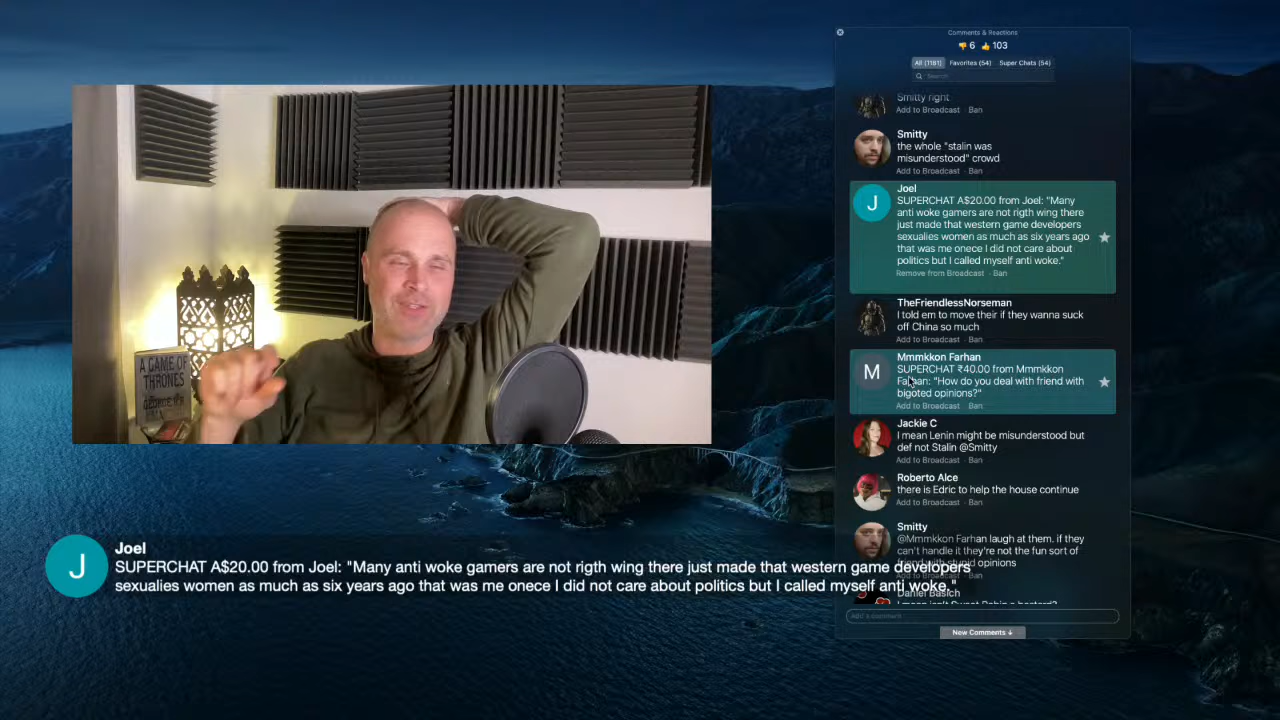 Comments & Reactions
👎 6 👍 103
All (1191) Favorites (54) Super Chats (54)
Search
Smitty right
Add to Broadcast · Ban
Smitty
the whole "stalin was
misunderstood" crowd
Add to Broadcast · Ban
J
Joel
SUPERCHAT A$20.00 from Joel: "Many
anti woke gamers are not rigth wing there
just made that western game developers
sexualies women as much as six years ago
that was me onece I did not care about
politics but I called myself anti woke."
Remove from Broadcast · Ban
TheFriendlessNorseman
I told em to move their if they wanna suck
off China so much
Add to Broadcast · Ban
M
Mmmkkon Farhan
SUPERCHAT ₹40.00 from Mmmkkon
Farhan: "How do you deal with friend with
bigoted opinions?"
Add to Broadcast · Ban
Jackie C
I mean Lenin might be misunderstood but
def not Stalin @Smitty
Add to Broadcast · Ban
Roberto Alce
there is Edric to help the house continue
Add to Broadcast · Ban
Smitty
@Mmmkkon Farhan laugh at them. if they
can't handle it they're not the fun sort of
friend with stupid opinions
Add to Broadcast · Ban
Daniel Basich
Add a comment
New Comments ↓
A GAME OF
THRONES
J
Joel
SUPERCHAT A$20.00 from Joel: "Many anti woke gamers are not rigth wing there just made that western game developers
sexualies women as much as six years ago that was me onece I did not care about politics but I called myself anti woke."